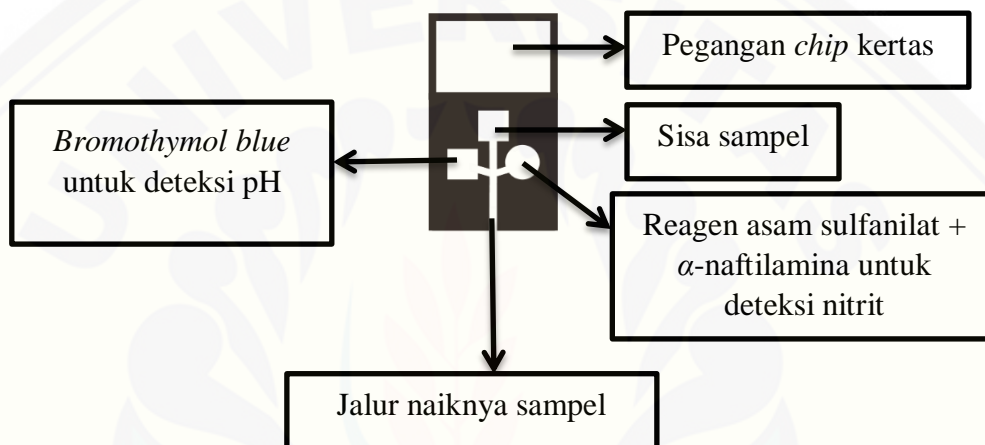 Pegangan chip kertas
Sisa sampel
Bromothymol blue
untuk deteksi pH
Reagen asam sulfanilat +
α-naftilamina untuk
deteksi nitrit
Jalur naiknya sampel